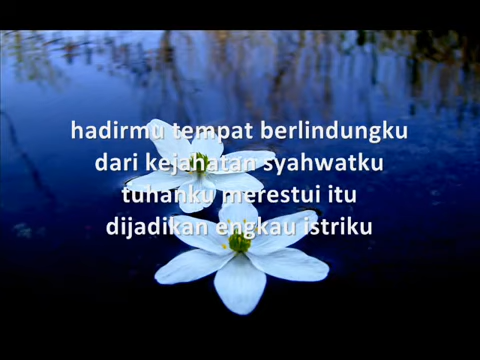 hadirmu tempat berlindungku
dari kejahatan syahwatku
tuhanku merestui itu
dijadikan engkau istriku